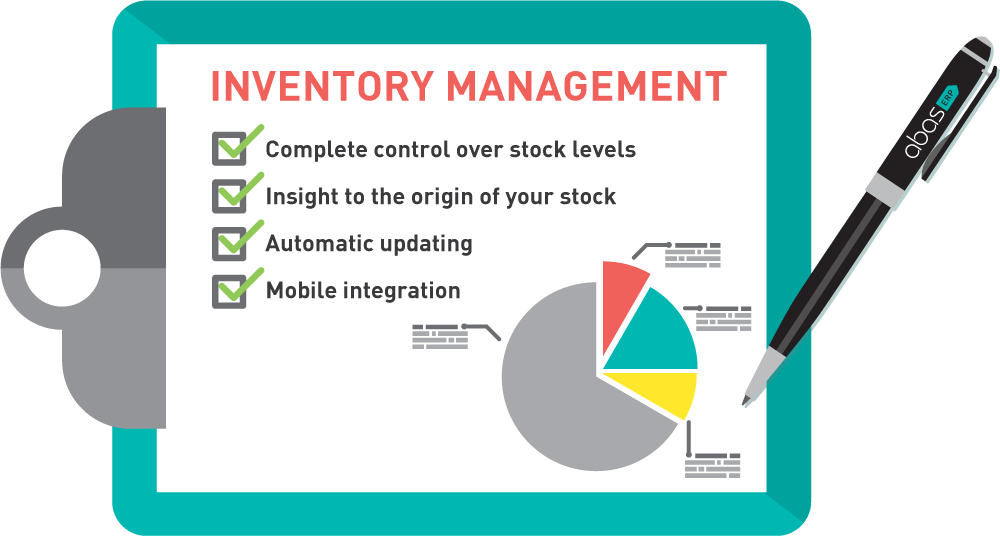 INVENTORY MANAGEMENT
Complete control over stock levels
Insight to the origin of your stock
Automatic updating
Mobile integration
abas ERP